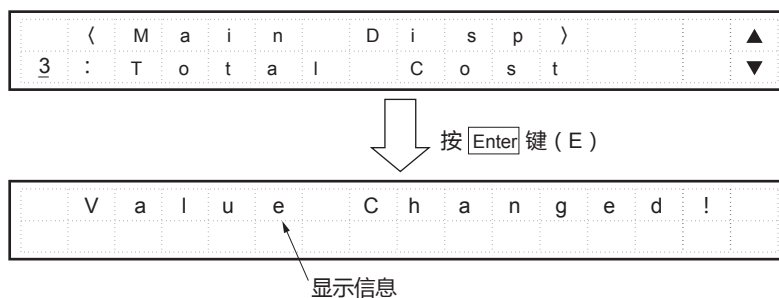 〈Main Disp〉 ▲
3:Total Cost ▼
按 Enter 键 ( E )
Value Changed!
显示信息